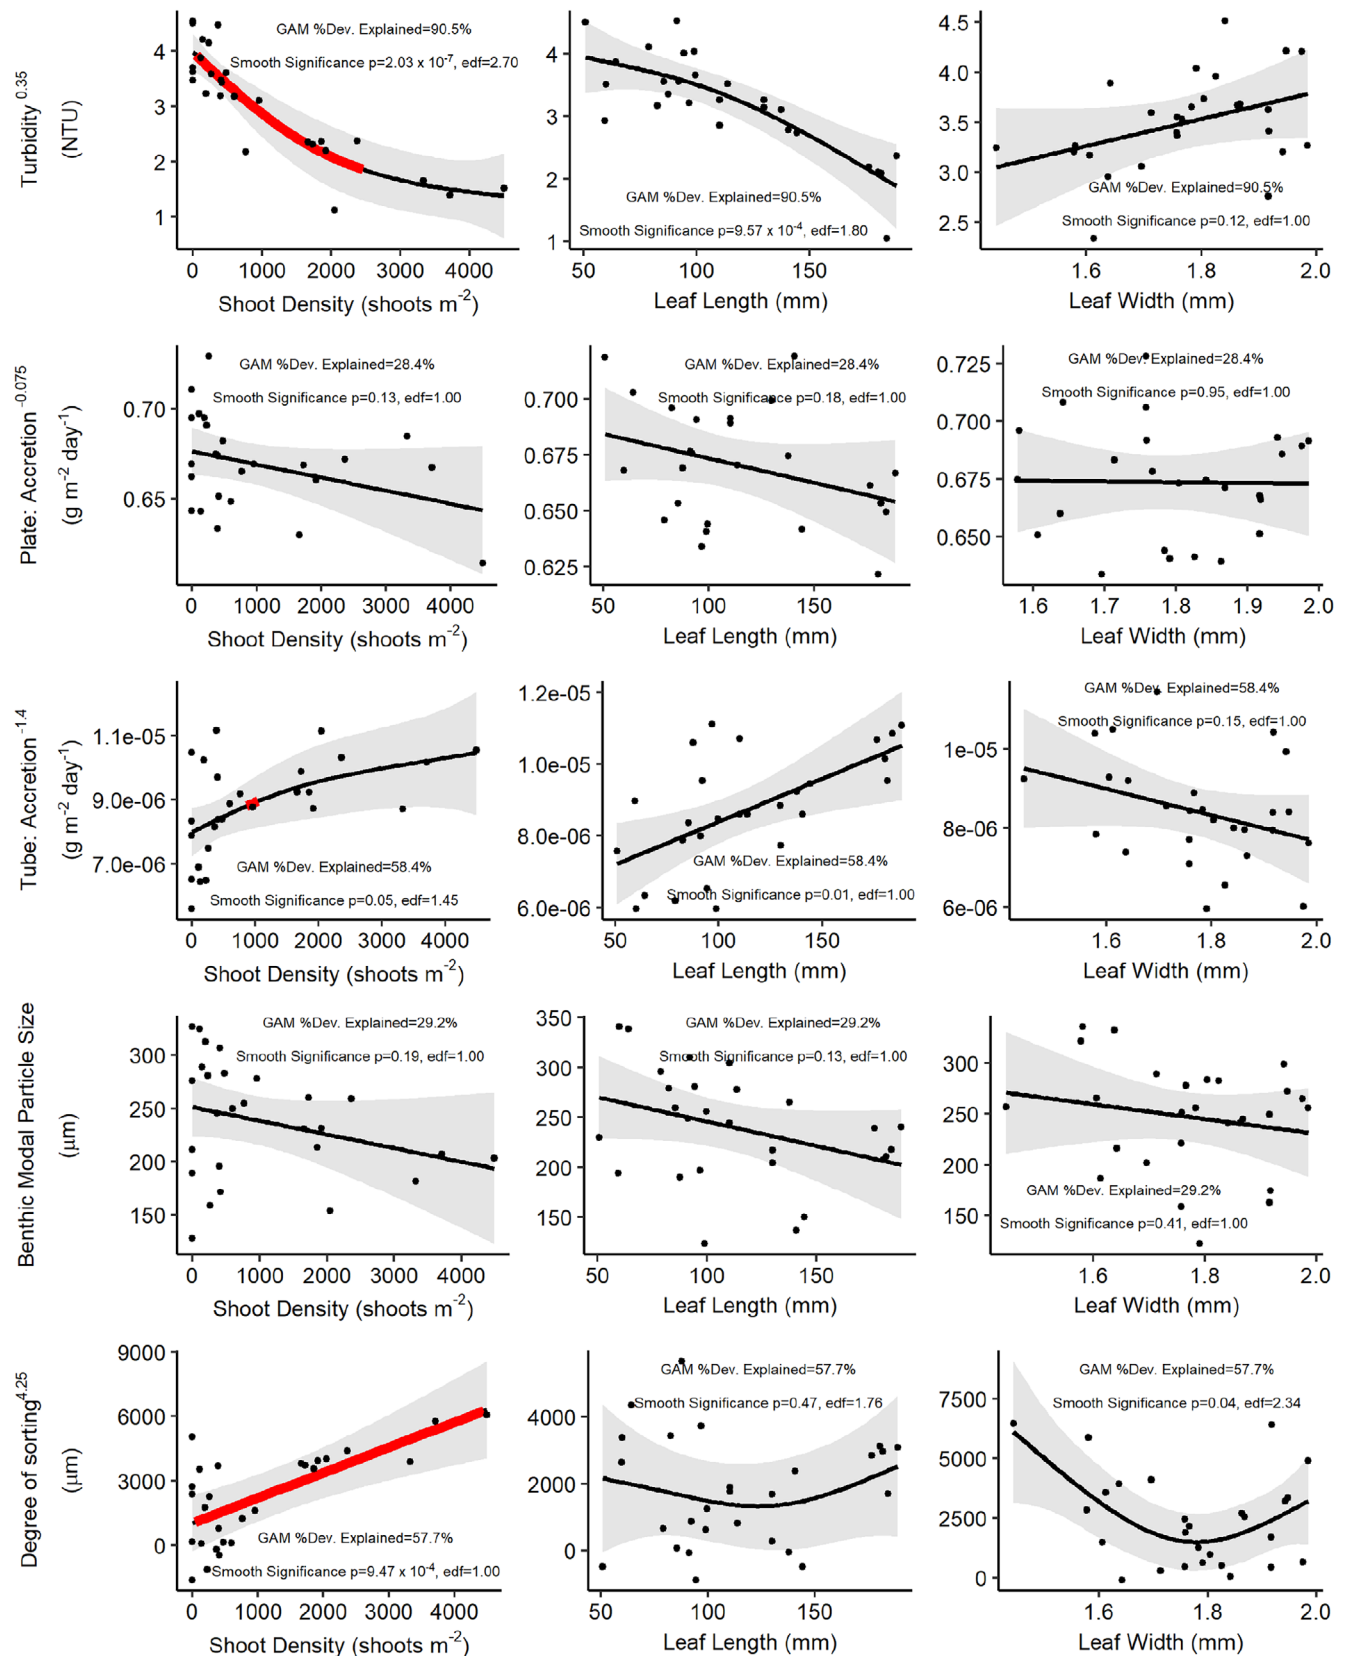 Turbidity^0.35
(NTU)
4
3
2
1
GAM %Dev. Explained=90.5%
Smooth Significance p=2.03 x 10^-7, edf=2.70
0 1000 2000 3000 4000
Shoot Density (shoots m^-2)
4
3
2
1
GAM %Dev. Explained=90.5%
Smooth Significance p=9.57 x 10^-4, edf=1.80
50 100 150
Leaf Length (mm)
4.5
4.0
3.5
3.0
2.5
GAM %Dev. Explained=90.5%
Smooth Significance p=0.12, edf=1.00
1.6 1.8 2.0
Leaf Width (mm)
Plate: Accretion^-0.075
(g m^-2 day^-1)
0.70
0.65
GAM %Dev. Explained=28.4%
Smooth Significance p=0.13, edf=1.00
0 1000 2000 3000 4000
Shoot Density (shoots m^-2)
0.700
0.675
0.650
0.625
GAM %Dev. Explained=28.4%
Smooth Significance p=0.18, edf=1.00
50 100 150
Leaf Length (mm)
0.725
0.700
0.675
0.650
GAM %Dev. Explained=28.4%
Smooth Significance p=0.95, edf=1.00
1.6 1.7 1.8 1.9 2.0
Leaf Width (mm)
Tube: Accretion^-1.4
(g m^-2 day^-1)
1.1e-05
9.0e-06
7.0e-06
GAM %Dev. Explained=58.4%
Smooth Significance p=0.05, edf=1.45
0 1000 2000 3000 4000
Shoot Density (shoots m^-2)
1.2e-05
1.0e-05
8.0e-06
6.0e-06
GAM %Dev. Explained=58.4%
Smooth Significance p=0.01, edf=1.00
50 100 150
Leaf Length (mm)
1e-05
8e-06
6e-06
GAM %Dev. Explained=58.4%
Smooth Significance p=0.15, edf=1.00
1.6 1.8 2.0
Leaf Width (mm)
Benthic Modal Particle Size
(μm)
300
250
200
150
GAM %Dev. Explained=29.2%
Smooth Significance p=0.19, edf=1.00
0 1000 2000 3000 4000
Shoot Density (shoots m^-2)
350
300
250
200
150
GAM %Dev. Explained=29.2%
Smooth Significance p=0.13, edf=1.00
50 100 150
Leaf Length (mm)
300
250
200
150
GAM %Dev. Explained=29.2%
Smooth Significance p=0.41, edf=1.00
1.6 1.8 2.0
Leaf Width (mm)
Degree of sorting^4.25
(μm)
9000
6000
3000
0
GAM %Dev. Explained=57.7%
Smooth Significance p=9.47 x 10^-4, edf=1.00
0 1000 2000 3000 4000
Shoot Density (shoots m^-2)
4000
2000
0
GAM %Dev. Explained=57.7%
Smooth Significance p=0.47, edf=1.76
50 100 150
Leaf Length (mm)
7500
5000
2500
0
GAM %Dev. Explained=57.7%
Smooth Significance p=0.04, edf=2.34
1.6 1.8 2.0
Leaf Width (mm)